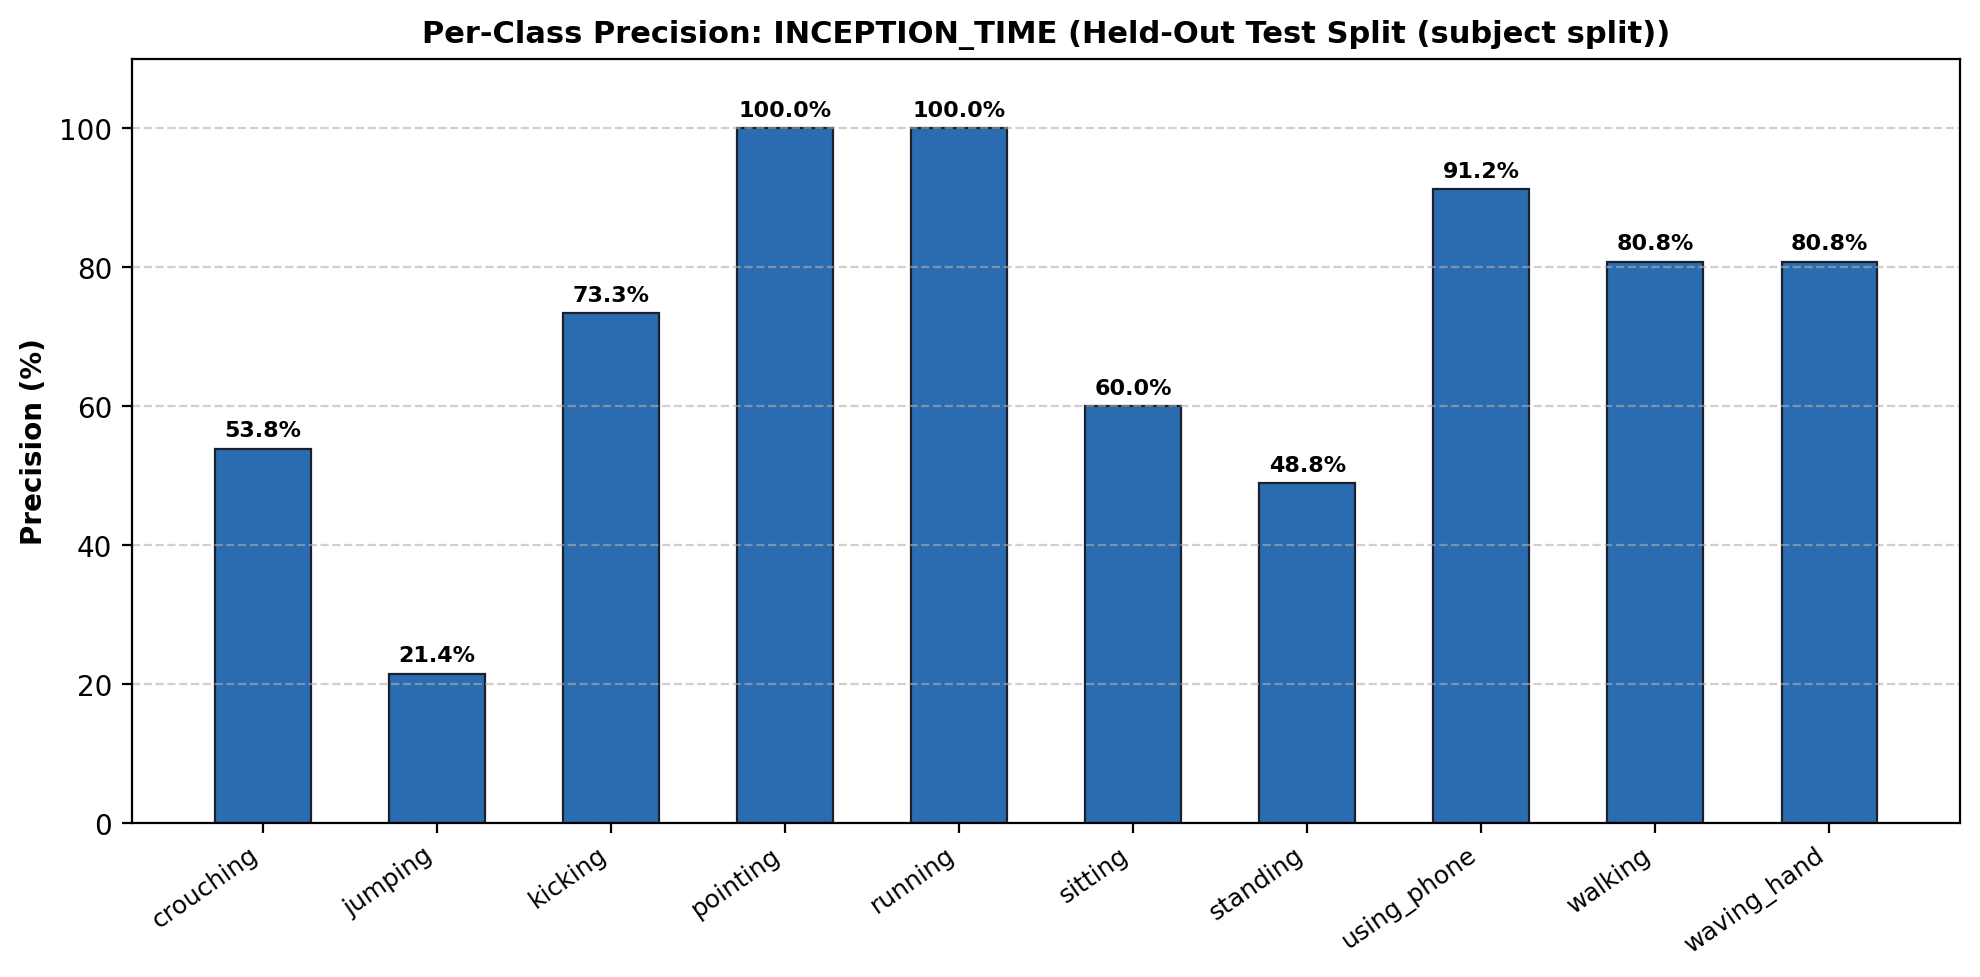 Per-Class Precision: INCEPTION_TIME (Held-Out Test Split (subject split))
Precision (%)
100
80
60
40
20
0
53.8%
21.4%
73.3%
100.0%
100.0%
60.0%
48.8%
91.2%
80.8%
80.8%
crouching
jumping
kicking
pointing
running
sitting
standing
using_phone
walking
waving_hand